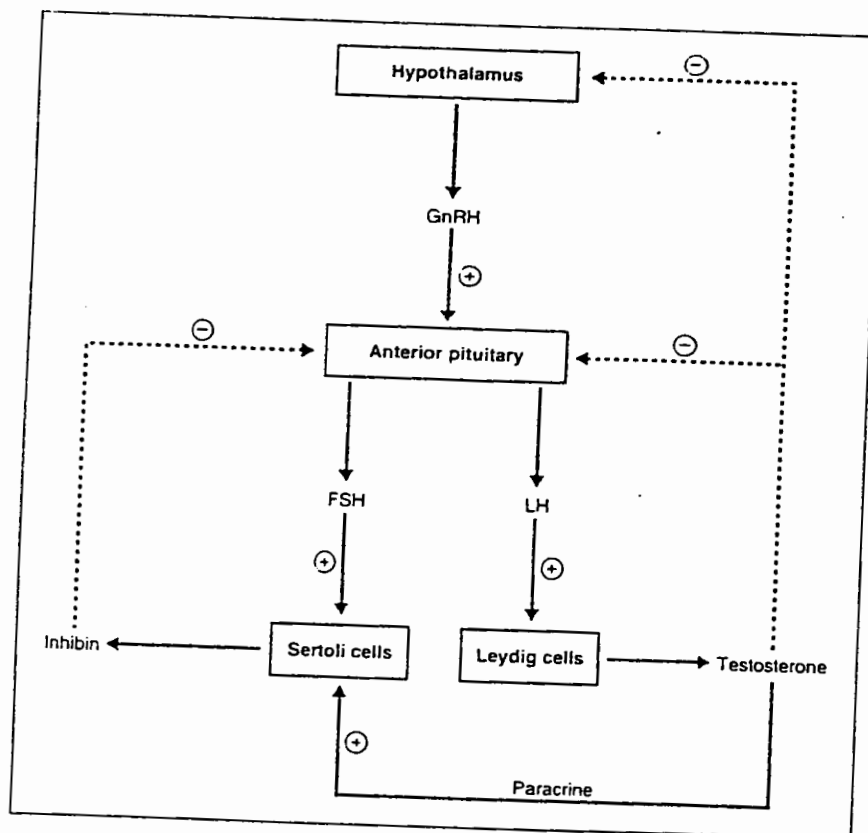 Hypothalamus
−
GnRH
+
−
Anterior pituitary
−
FSH
LH
+
+
Inhibin
Sertoli cells
Leydig cells
Testosterone
+
Paracrine